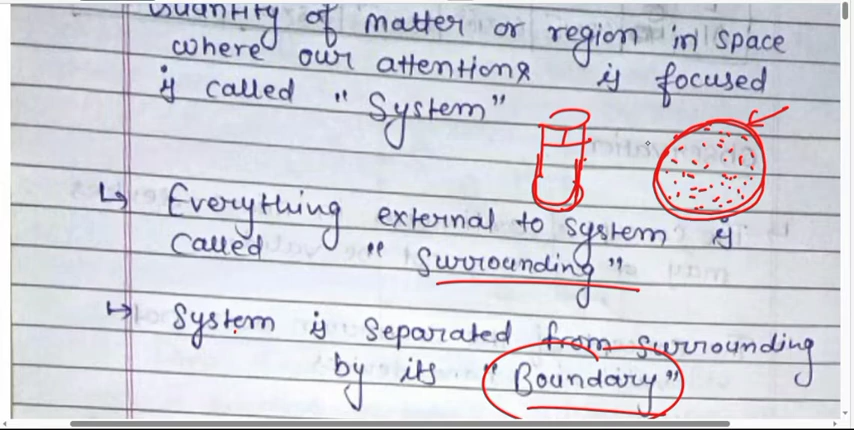 Quantity of matter or region in space
where our attention is focused
is called "System"
↳ Everything external to system is
called "Surrounding"
↳ System is separated from surrounding
by its "Boundary"